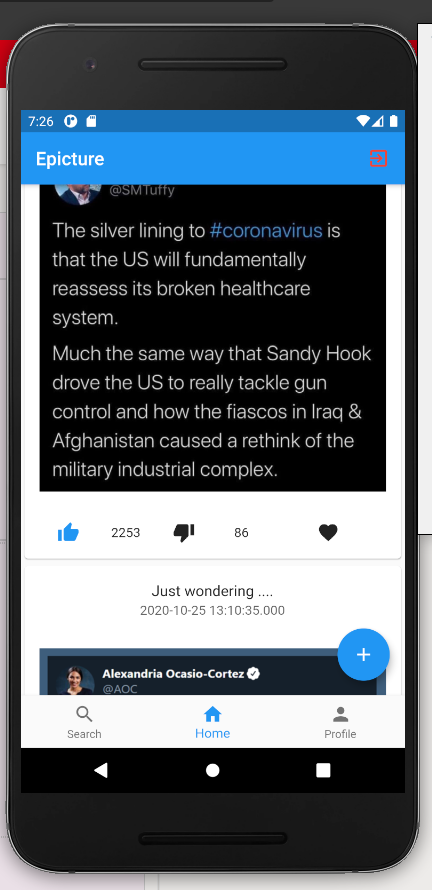 7:26
Epicture
@SMTuffy
The silver lining to #coronavirus is
that the US will fundamentally
reassess its broken healthcare
system.
Much the same way that Sandy Hook
drove the US to really tackle gun
control and how the fiascos in Iraq &
Afghanistan caused a rethink of the
military industrial complex.
2253 86
Just wondering ....
2020-10-25 13:10:35.000
Alexandria Ocasio-Cortez
@AOC
Search Home Profile